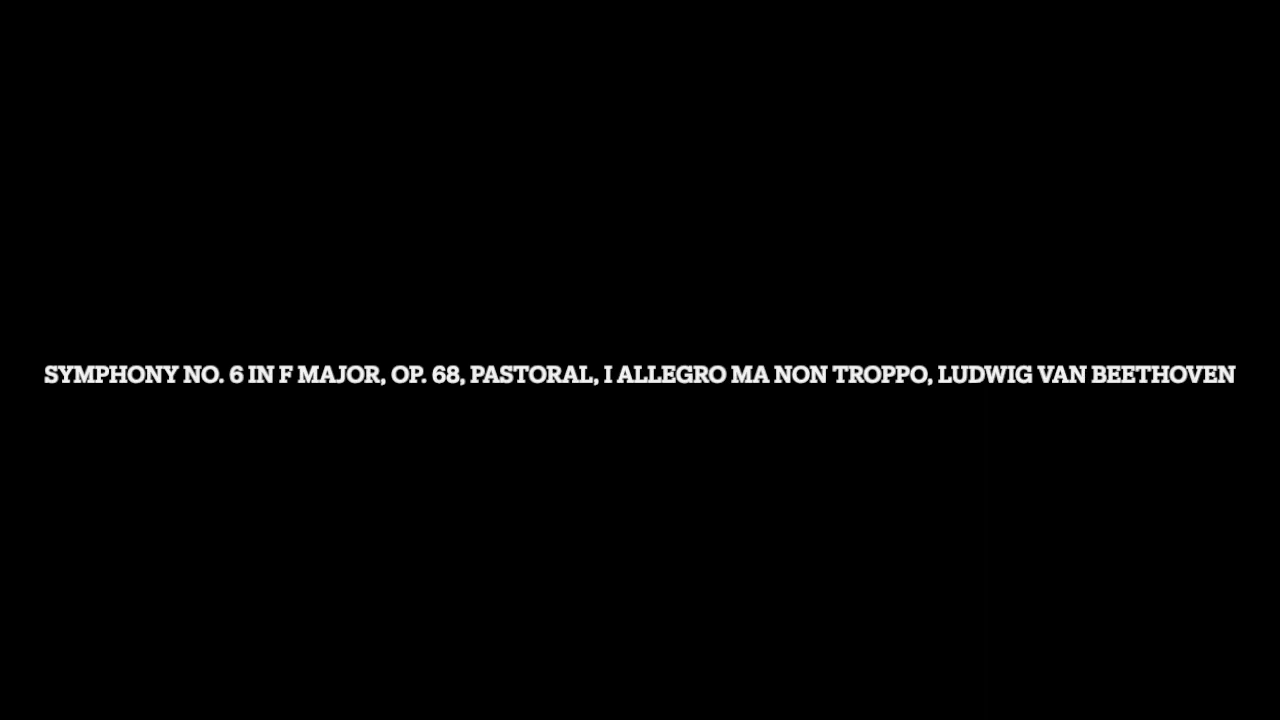 SYMPHONY NO. 6 IN F MAJOR, OP. 68, PASTORAL, I ALLEGRO MA NON TROPPO, LUDWIG VAN BEETHOVEN